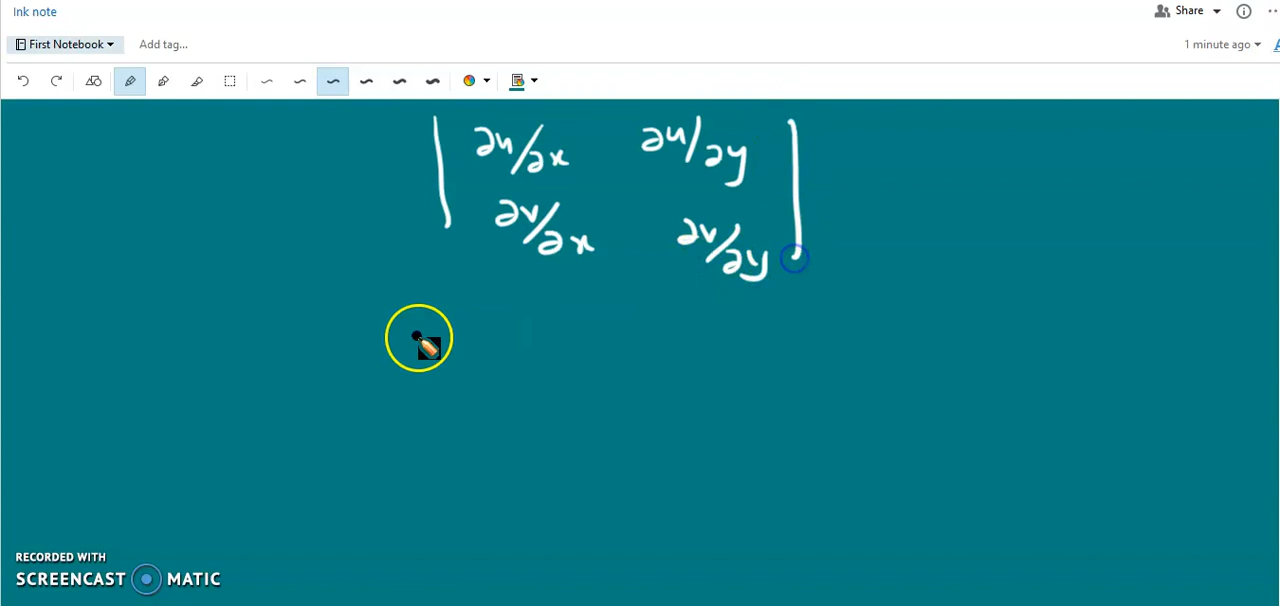 Ink note
Share
First Notebook Add tag... 1 minute ago
| ∂u/∂x ∂u/∂y |
| ∂v/∂x ∂v/∂y |
RECORDED WITH
SCREENCAST MATIC